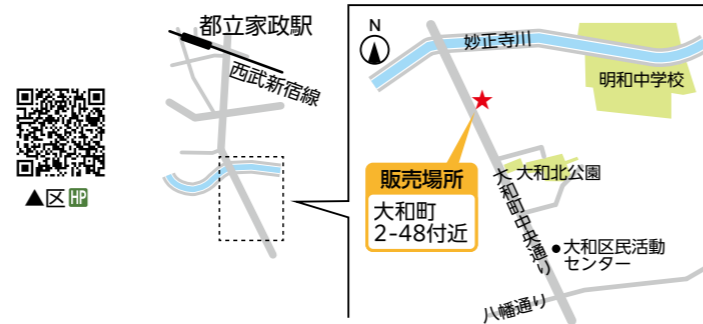 都立家政駅
西武新宿線
▲区HP
N
妙正寺川
明和中学校
販売場所
大和町
2-48付近
大和北公園
大和町中央通り
●大和区民活動
センター
八幡通り